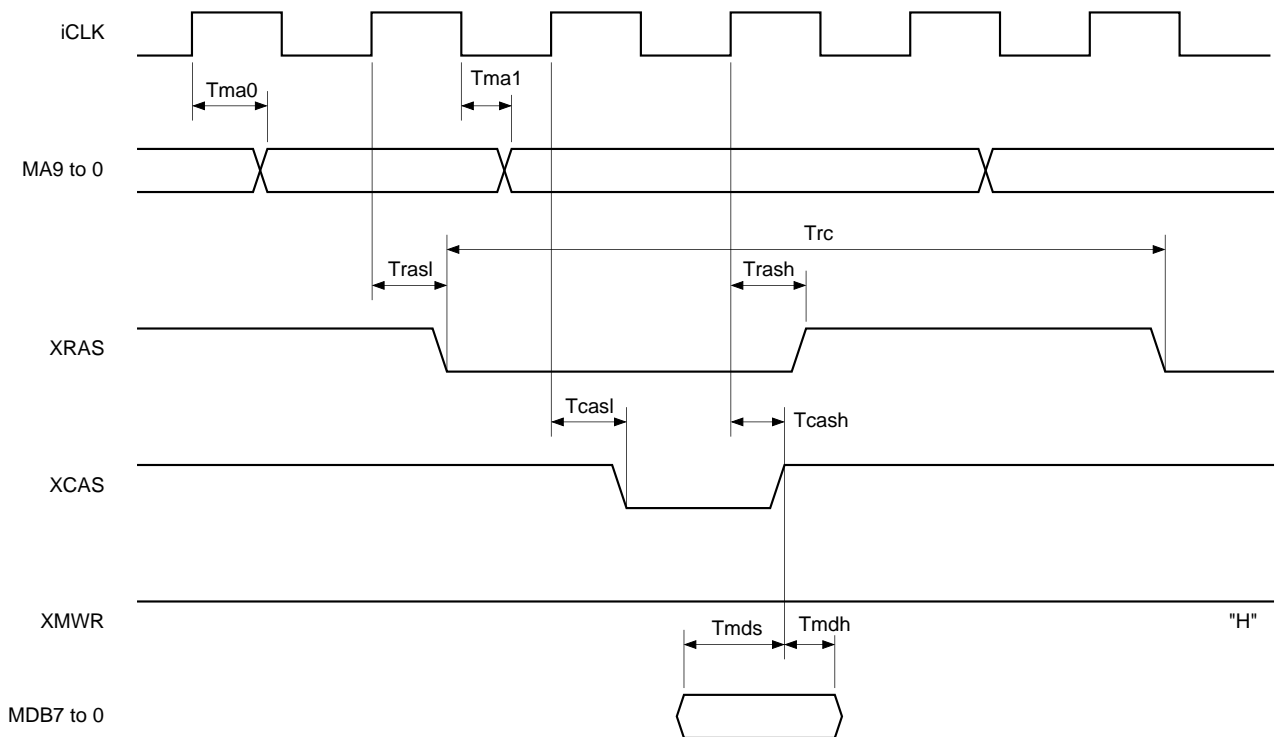 iCLK
Tma0
Tma1
MA9 to 0
Trc
Trasl
Trash
XRAS
Tcasl
Tcash
XCAS
XMWR
"H"
Tmds
Tmdh
MDB7 to 0